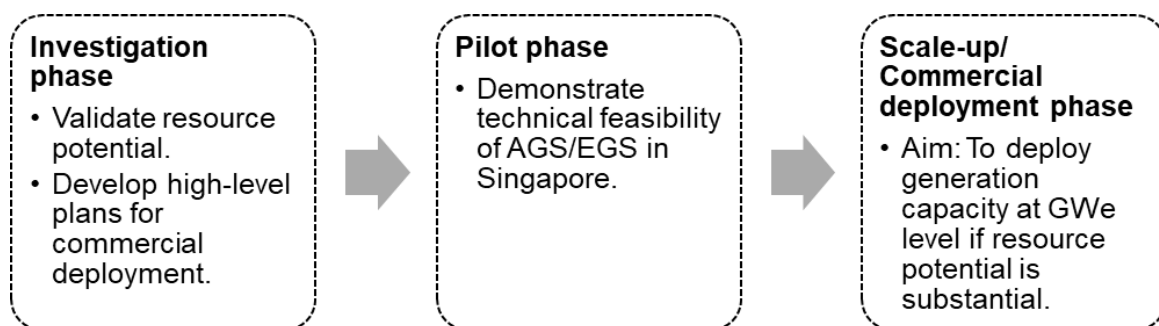 Investigation
phase
• Validate resource
potential.
• Develop high-level
plans for
commercial
deployment.
Pilot phase
• Demonstrate
technical feasibility
of AGS/EGS in
Singapore.
Scale-up/
Commercial
deployment phase
• Aim: To deploy
generation
capacity at GWe
level if resource
potential is
substantial.